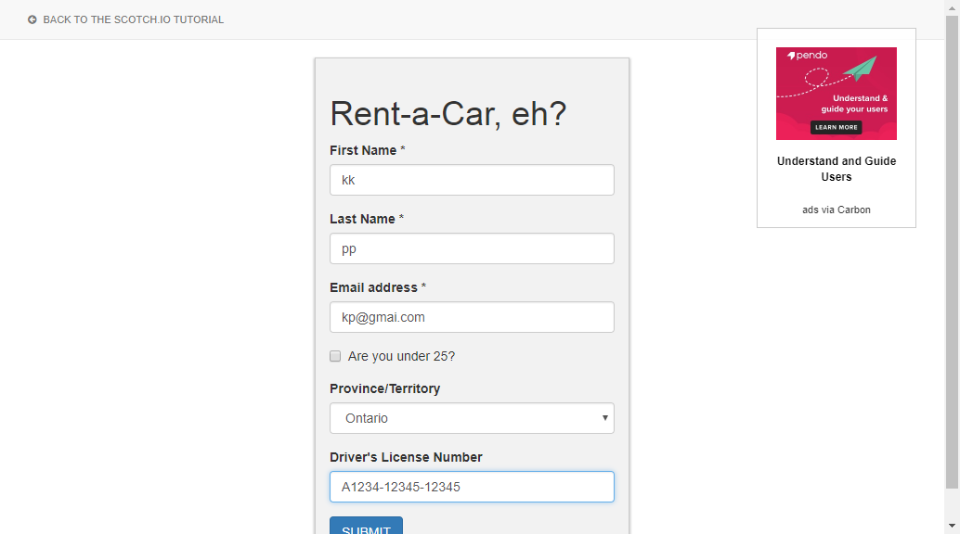 BACK TO THE SCOTCH.IO TUTORIAL
pendo
Understand &
guide your users
LEARN MORE
Understand and Guide
Users
ads via Carbon
Rent-a-Car, eh?
First Name *
kk
Last Name *
pp
Email address *
kp@gmai.com
Are you under 25?
Province/Territory
Ontario
Driver's License Number
A1234-12345-12345
SUBMIT